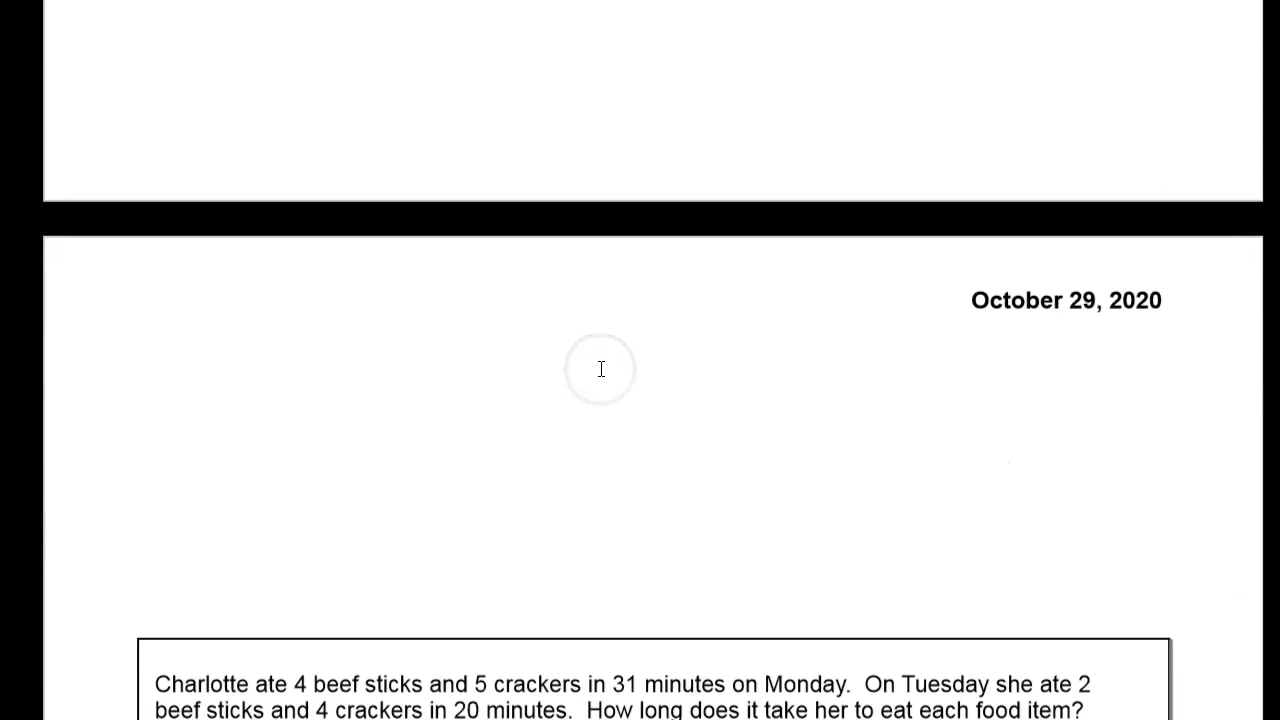 October 29, 2020
Charlotte ate 4 beef sticks and 5 crackers in 31 minutes on Monday.  On Tuesday she ate 2
beef sticks and 4 crackers in 20 minutes.  How long does it take her to eat each food item?